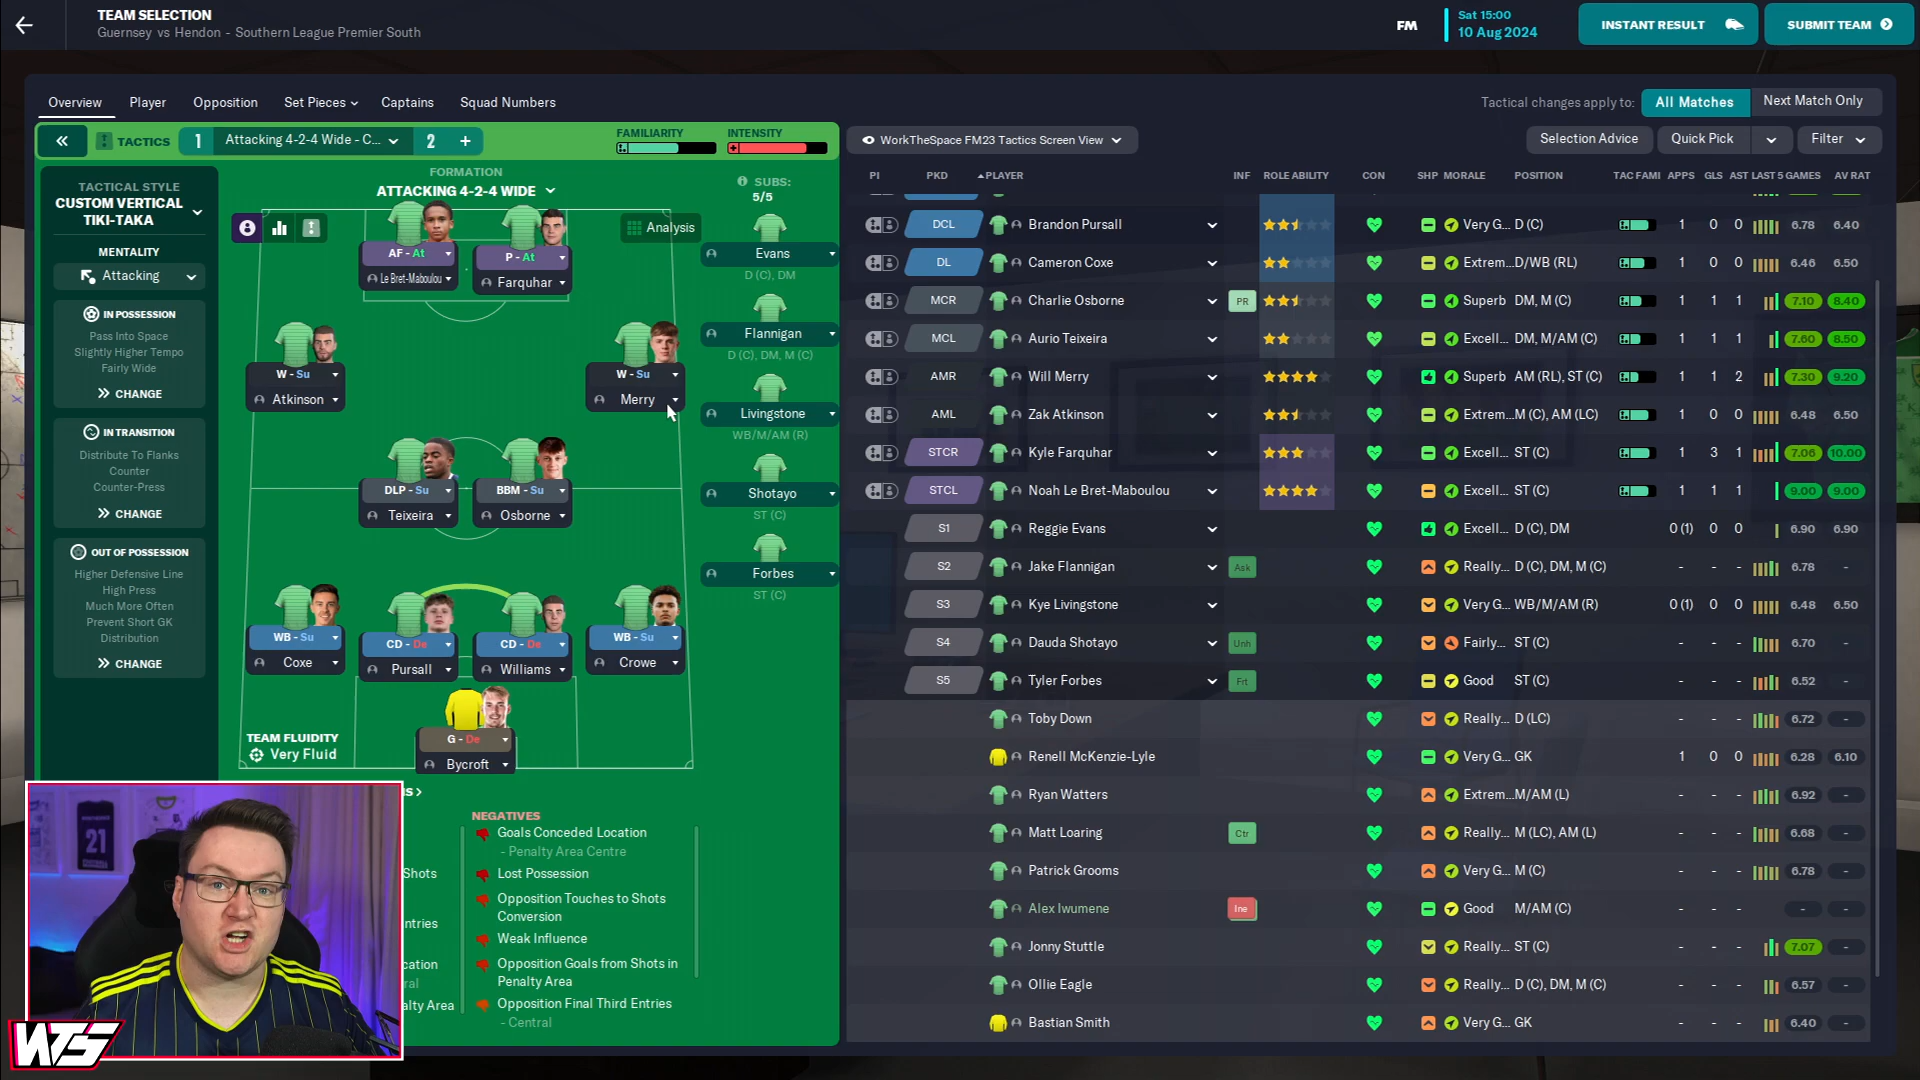 TEAM SELECTION
Guernsey vs Hendon - Southern League Premier South
FM
Sat 15:00
10 Aug 2024
INSTANT RESULT
SUBMIT TEAM
Overview
Player
Opposition
Set Pieces
Captains
Squad Numbers
Tactical changes apply to:
All Matches
Next Match Only
TACTICS
1
Attacking 4-2-4 Wide - C...
2
+
FAMILIARITY
INTENSITY
WorkTheSpace FM23 Tactics Screen View
Selection Advice
Quick Pick
Filter
TACTICAL STYLE
CUSTOM VERTICAL
TIKI-TAKA
MENTALITY
Attacking
IN POSSESSION
Pass Into Space
Slightly Higher Tempo
Fairly Wide
CHANGE
IN TRANSITION
Distribute To Flanks
Counter
Counter-Press
CHANGE
OUT OF POSSESSION
Higher Defensive Line
High Press
Much More Often
Prevent Short GK
Distribution
CHANGE
FORMATION
ATTACKING 4-2-4 WIDE
SUBS:
5/5
Analysis
AF - At
Le Bret-Maboulou
P - At
Farquhar
W - Su
Atkinson
W - Su
Merry
DLP - Su
Teixeira
BBM - Su
Osborne
WB - Su
Coxe
CD - De
Pursall
CD - De
Williams
WB - Su
Crowe
G - De
Bycroft
TEAM FLUIDITY
Very Fluid
Evans
D (C), DM
Flannigan
D (C), DM, M (C)
Livingstone
WB/M/AM (R)
Shotayo
ST (C)
Forbes
ST (C)
NEGATIVES
Goals Conceded Location
- Penalty Area Centre
Lost Possession
Opposition Touches to Shots
Conversion
Weak Influence
Opposition Goals from Shots in
Penalty Area
Opposition Final Third Entries
- Central
Shots
ntries
cation
ral
alty Area
21
WTS
PI PKD PLAYER INF ROLE ABILITY CON SHP MORALE POSITION TAC FAMI APPS GLS AST LAST 5 GAMES AV RAT
DCL Brandon Pursall Very G... D (C) 1 0 0 6.78 6.40
DL Cameron Coxe Extrem... D/WB (RL) 1 0 0 6.46 6.50
MCR Charlie Osborne PR Superb DM, M (C) 1 1 1 7.10 8.40
MCL Aurio Teixeira Excell... DM, M/AM (C) 1 1 1 7.60 8.50
AMR Will Merry Superb AM (RL), ST (C) 1 1 2 7.30 9.20
AML Zak Atkinson Extrem... M (C), AM (LC) 1 0 0 6.48 6.50
STCR Kyle Farquhar Excell... ST (C) 1 3 1 7.06 10.00
STCL Noah Le Bret-Maboulou Excell... ST (C) 1 1 1 9.00 9.00
S1 Reggie Evans Excell... D (C), DM 0 (1) 0 0 6.90 6.90
S2 Jake Flannigan Ask Really... D (C), DM, M (C) - - - 6.78 -
S3 Kye Livingstone Very G... WB/M/AM (R) 0 (1) 0 0 6.48 6.50
S4 Dauda Shotayo Unh Fairly... ST (C) - - - 6.70 -
S5 Tyler Forbes Frt Good ST (C) - - - 6.52 -
Toby Down Really... D (LC) - - - 6.72 -
Renell McKenzie-Lyle Very G... GK 1 0 0 6.28 6.10
Ryan Watters Extrem... M/AM (L) - - - 6.92 -
Matt Loaring Ctr Really... M (LC), AM (L) - - - 6.68 -
Patrick Grooms Very G... M (C) - - - 6.78 -
Alex Iwumene Ine Good M/AM (C) - - - - -
Jonny Stuttle Really... ST (C) - - - 7.07 -
Ollie Eagle Really... D (C), DM, M (C) - - - 6.57 -
Bastian Smith Very G... GK - - - 6.40 -